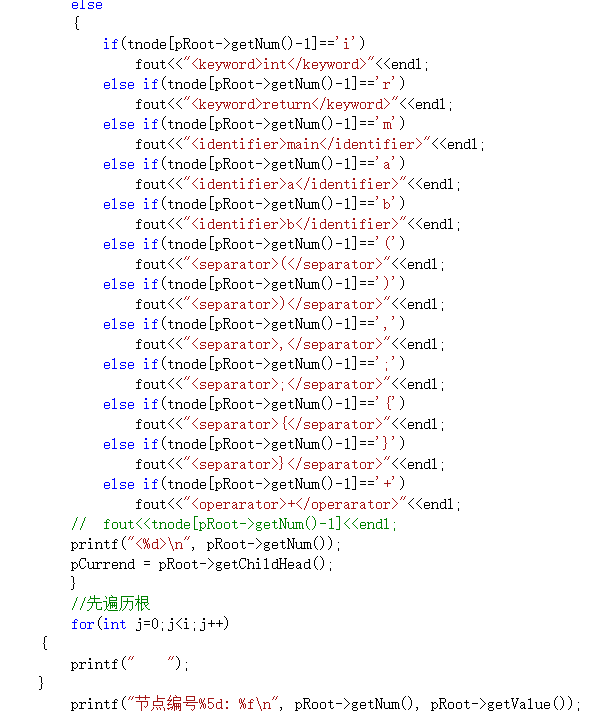 else
{
if(tnode[pRoot->getNum()-1]=='i')
fout<<"<keyword>int</keyword>"<<endl;
else if(tnode[pRoot->getNum()-1]=='r')
fout<<"<keyword>return</keyword>"<<endl;
else if(tnode[pRoot->getNum()-1]=='m')
fout<<"<identifier>main</identifier>"<<endl;
else if(tnode[pRoot->getNum()-1]=='a')
fout<<"<identifier>a</identifier>"<<endl;
else if(tnode[pRoot->getNum()-1]=='b')
fout<<"<identifier>b</identifier>"<<endl;
else if(tnode[pRoot->getNum()-1]=='(')
fout<<"<separator>(</separator>"<<endl;
else if(tnode[pRoot->getNum()-1]==')')
fout<<"<separator>)</separator>"<<endl;
else if(tnode[pRoot->getNum()-1]==',')
fout<<"<separator>,</separator>"<<endl;
else if(tnode[pRoot->getNum()-1]==';')
fout<<"<separator>;</separator>"<<endl;
else if(tnode[pRoot->getNum()-1]=='{')
fout<<"<separator>{</separator>"<<endl;
else if(tnode[pRoot->getNum()-1]=='}')
fout<<"<separator>}</separator>"<<endl;
else if(tnode[pRoot->getNum()-1]=='+')
fout<<"<operarator>+</operarator>"<<endl;
// fout<<tnode[pRoot->getNum()-1]<<endl;
printf("<%d>\n", pRoot->getNum());
pCurrend = pRoot->getChildHead();
}
//先遍历根
for(int j=0;j<i;j++)
{
printf("    ");
}
printf("节点编号%5d: %f\n", pRoot->getNum(), pRoot->getValue());